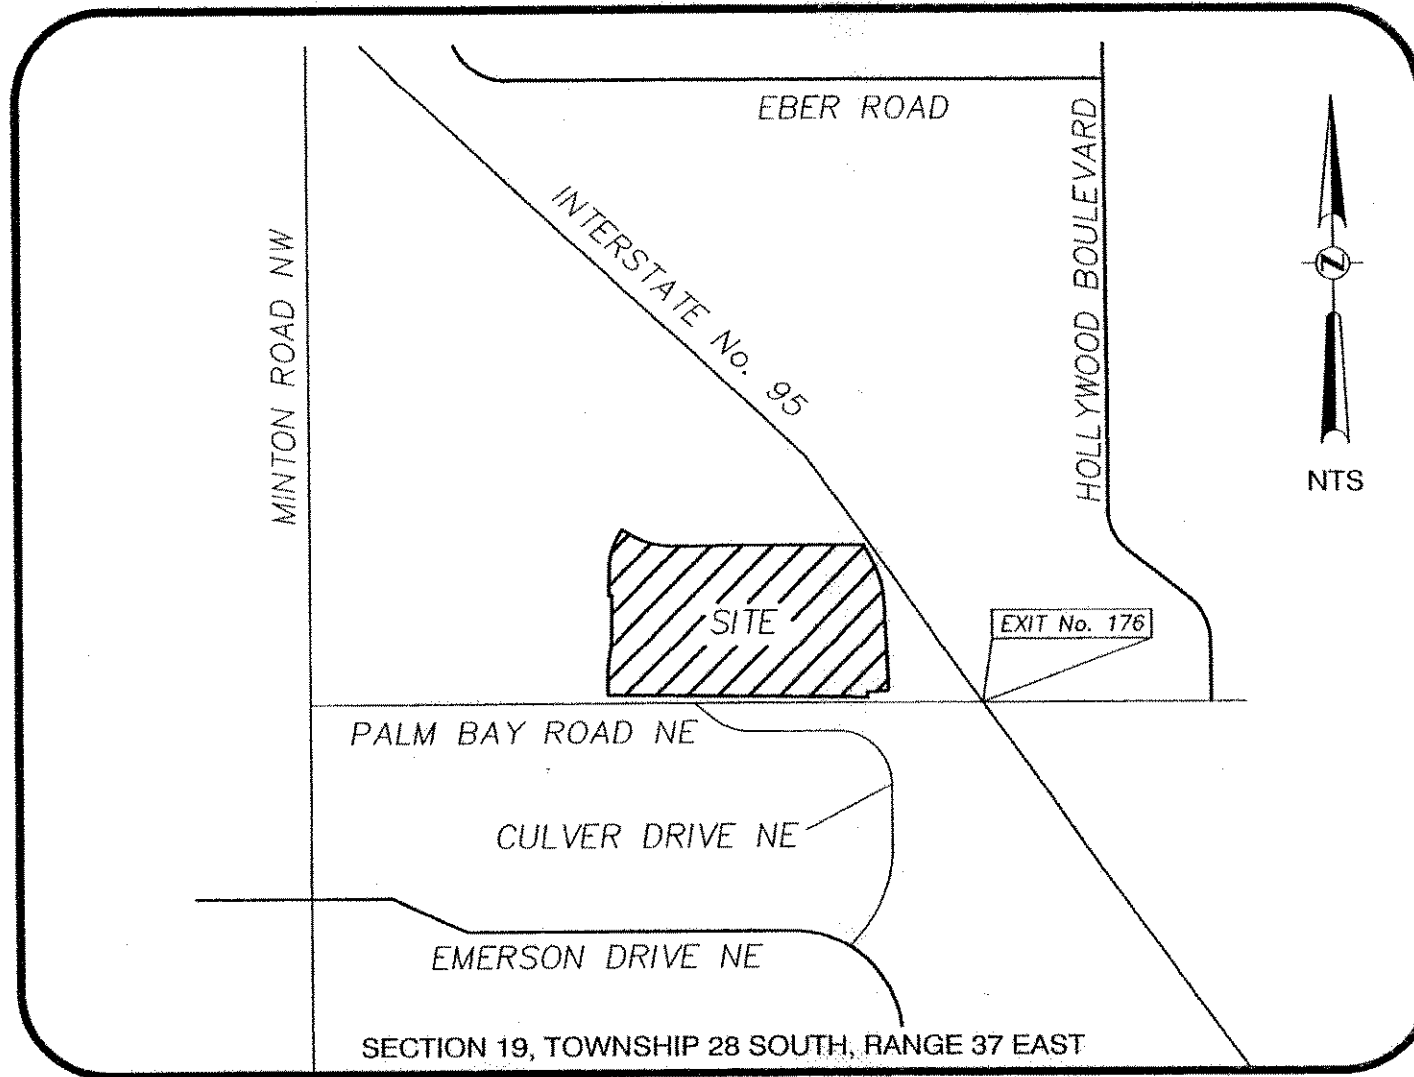 EBER ROAD
INTERSTATE No. 95
HOLLYWOOD BOULEVARD
MINTON ROAD NW
N
NTS
SITE
EXIT No. 176
PALM BAY ROAD NE
CULVER DRIVE NE
EMERSON DRIVE NE
SECTION 19, TOWNSHIP 28 SOUTH, RANGE 37 EAST